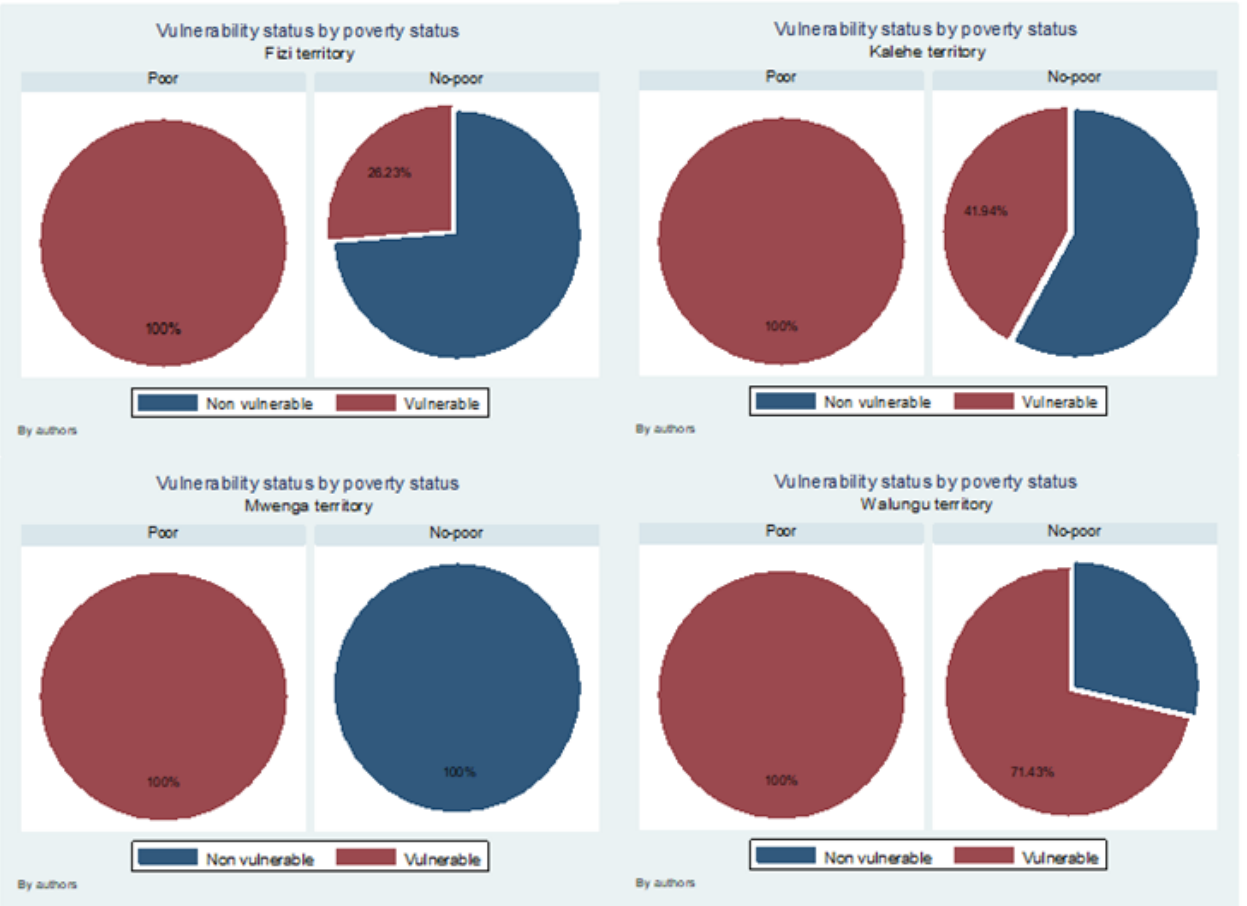 Vulnerability status by poverty status
Fizi territory
Poor
No-poor
26.23%
100%
Non vulnerable
Vulnerable
By authors
Vulnerability status by poverty status
Kalehe territory
Poor
No-poor
41.94%
100%
Non vulnerable
Vulnerable
By authors
Vulnerability status by poverty status
Mwenga territory
Poor
No-poor
100%
100%
Non vulnerable
Vulnerable
By authors
Vulnerability status by poverty status
Walungu territory
Poor
No-poor
100%
71.43%
Non vulnerable
Vulnerable
By authors